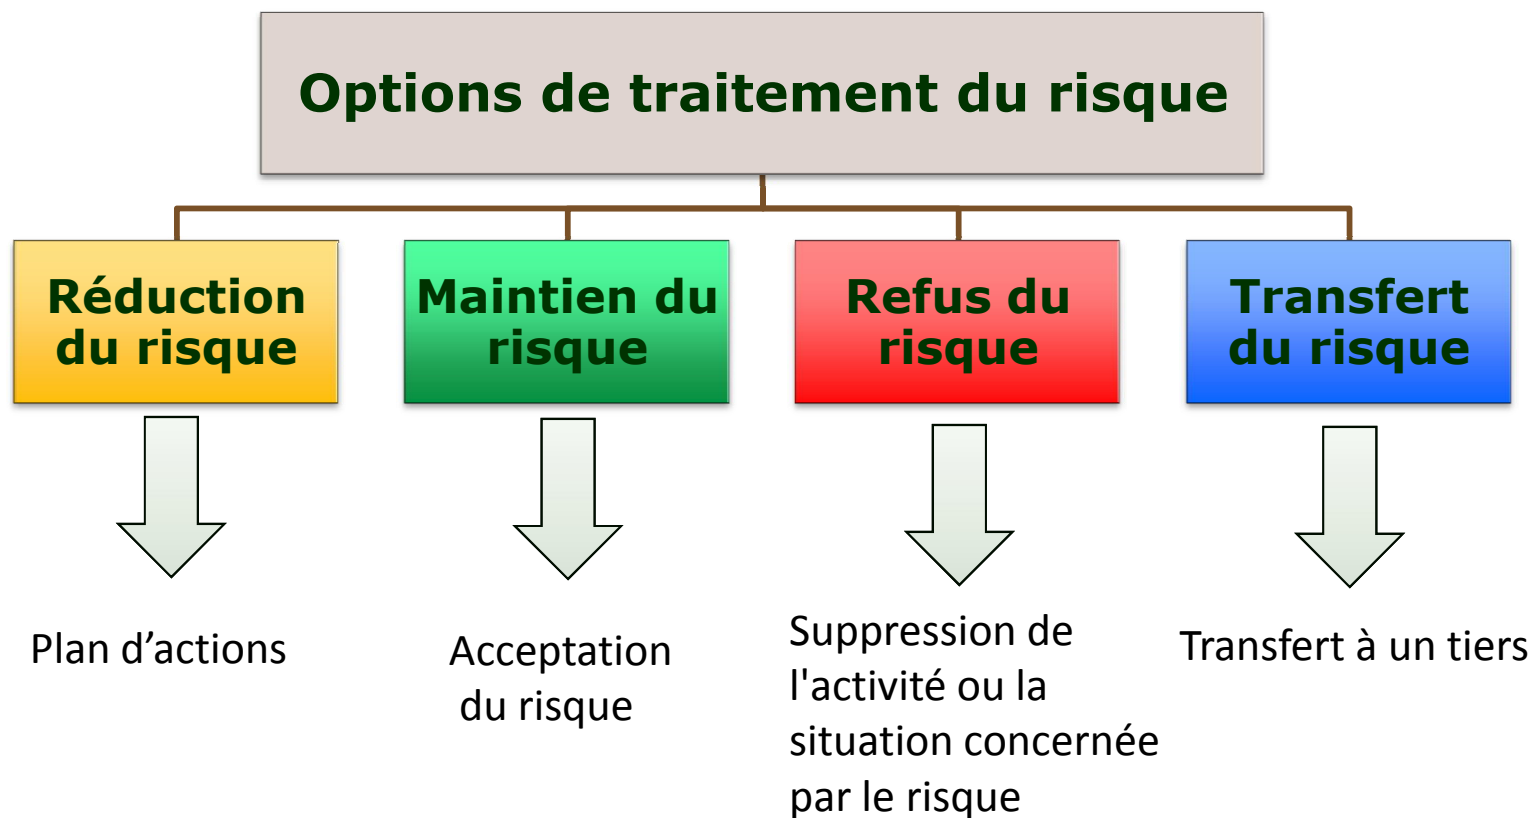 Options de traitement du risque
Réduction
du risque
Maintien du
risque
Refus du
risque
Transfert
du risque
Plan d’actions
Acceptation
du risque
Suppression de
l'activité ou la
situation concernée
par le risque
Transfert à un tiers